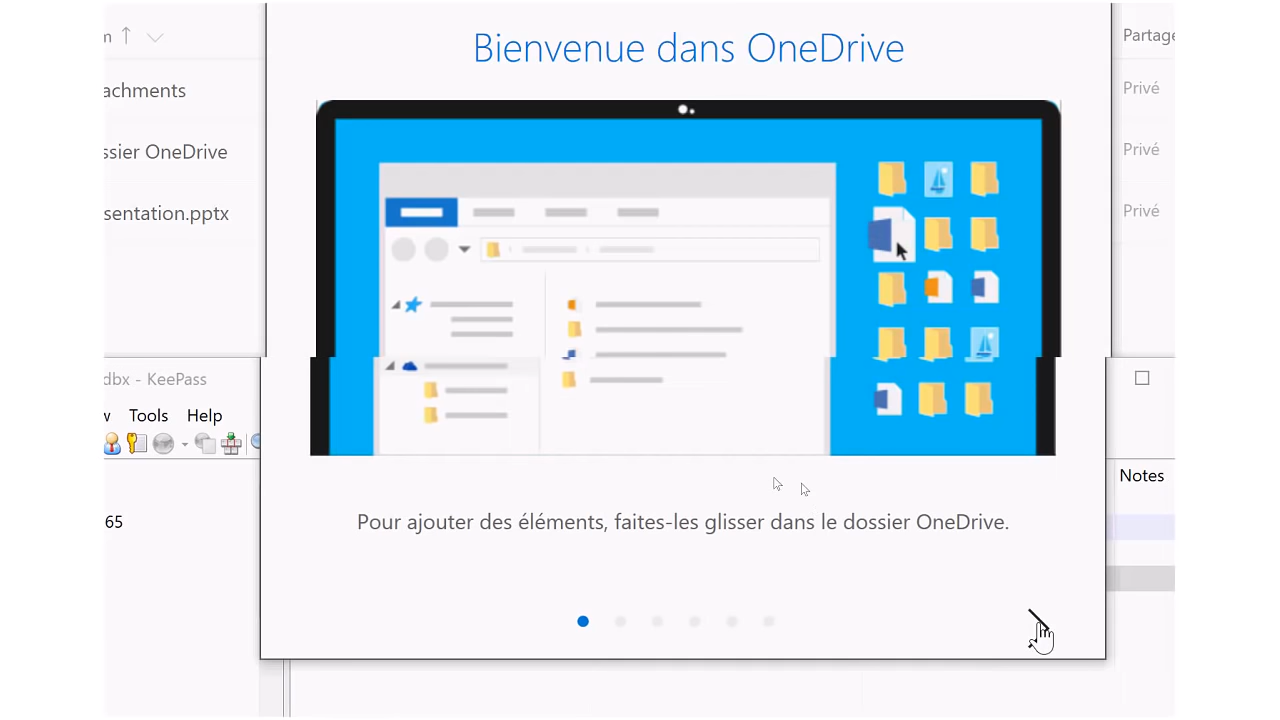 Bienvenue dans OneDrive
Partage
achments
Privé
ssier OneDrive
Privé
sentation.pptx
Privé
dbx - KeePass
w Tools Help
Notes
65
Pour ajouter des éléments, faites-les glisser dans le dossier OneDrive.